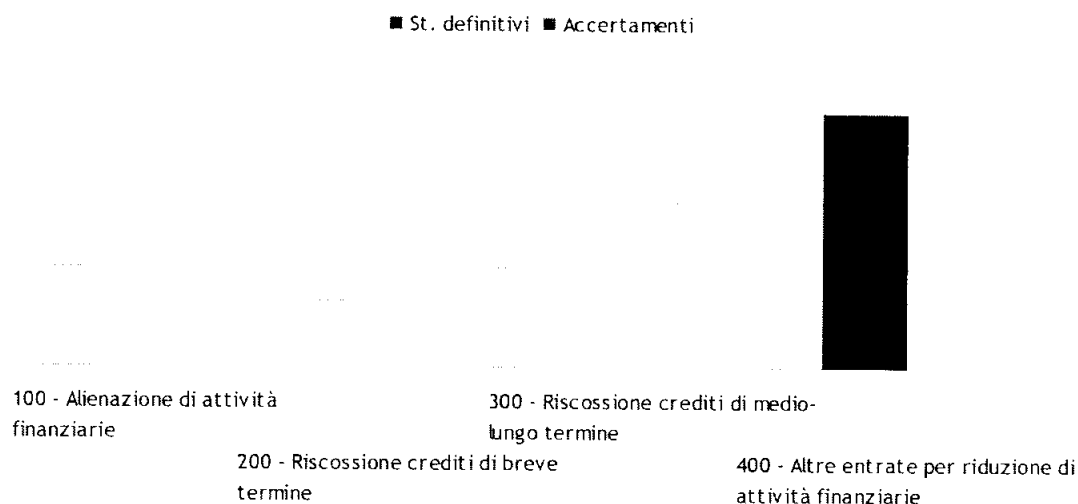 St. definitivi Accertamenti
100 - Alienazione di attività
finanziarie
200 - Riscossione crediti di breve
termine
300 - Riscossione crediti di medio-
lungo termine
400 - Altre entrate per riduzione di
attività finanziarie